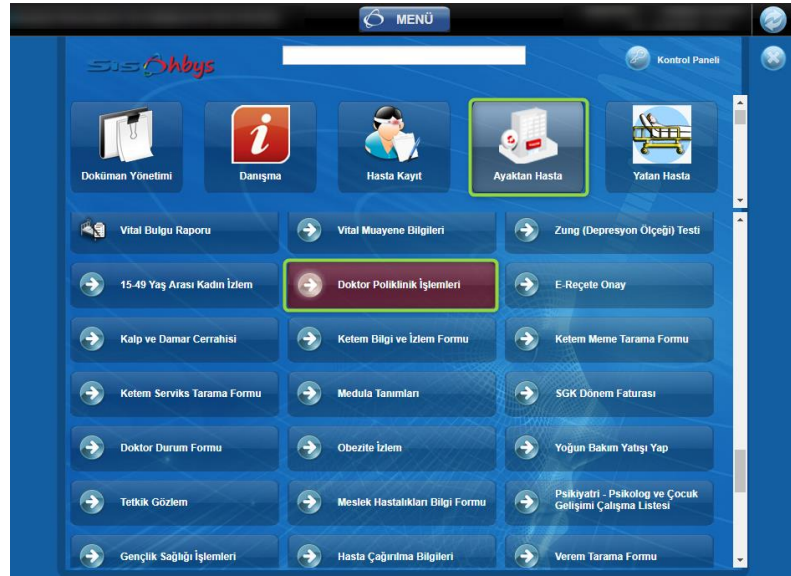 MENÜ
SisOhbys
Kontrol Paneli
Doküman Yönetimi
Danışma
Hasta Kayıt
Ayaktan Hasta
Yatan Hasta
Vital Bulgu Raporu
Vital Muayene Bilgileri
Zung (Depresyon Ölçeği) Testi
15-49 Yaş Arası Kadın İzlem
Doktor Poliklinik İşlemleri
E-Reçete Onay
Kalp ve Damar Cerrahisi
Ketem Bilgi ve İzlem Formu
Ketem Meme Tarama Formu
Ketem Serviks Tarama Formu
Medula Tanımları
SGK Dönem Faturası
Doktor Durum Formu
Obezite İzlem
Yoğun Bakım Yatışı Yap
Tetkik Gözlem
Meslek Hastalıkları Bilgi Formu
Psikiyatri - Psikolog ve Çocuk
Gelişimi Çalışma Listesi
Gençlik Sağlığı İşlemleri
Hasta Çağırılma Bilgileri
Verem Tarama Formu